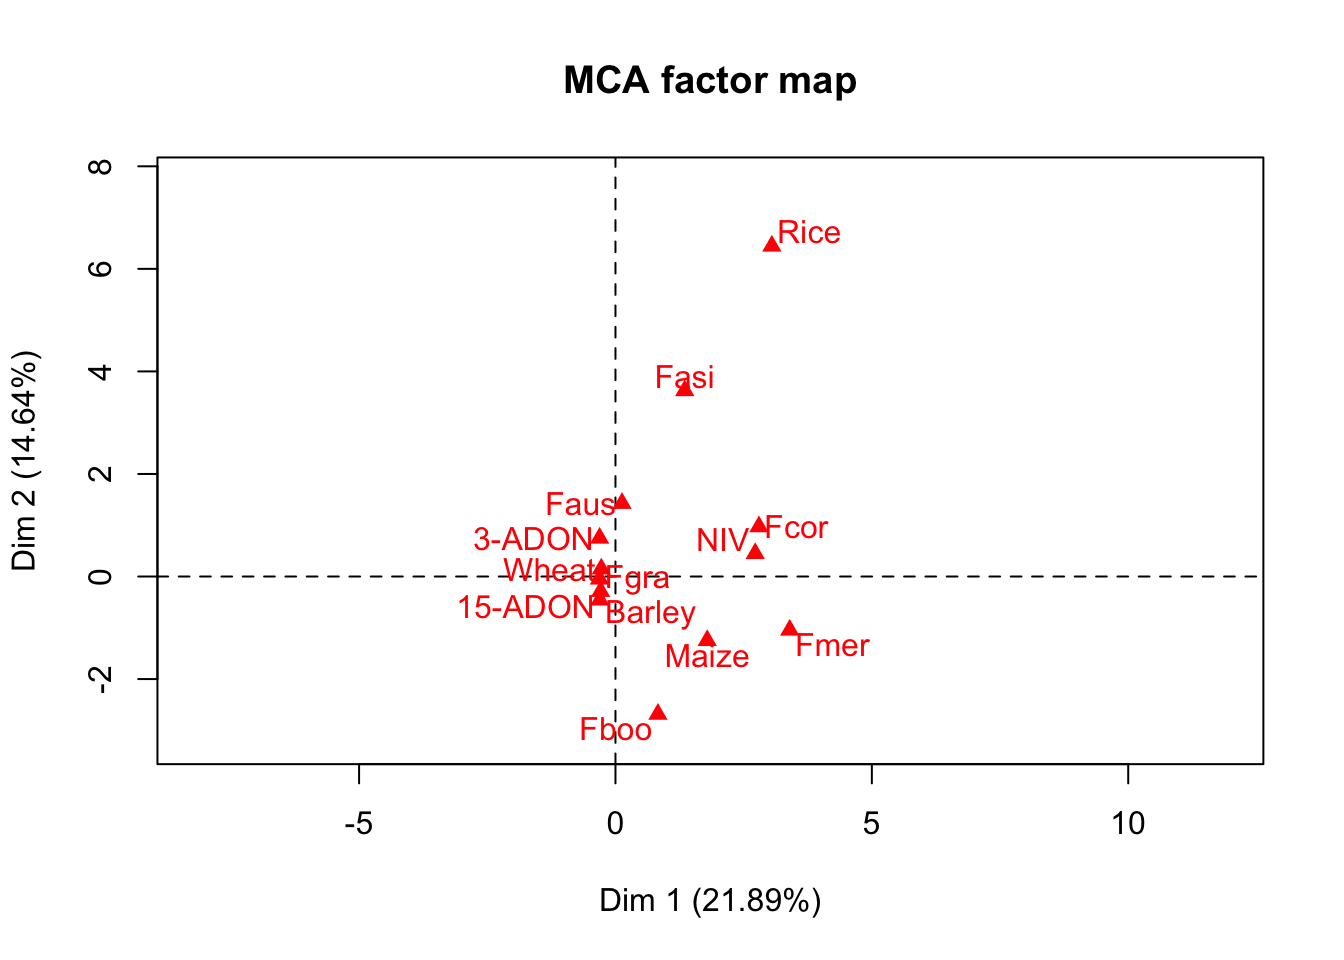 MCA factor map
8
6
4
2
0
-2
Dim 2 (14.64%)
Rice
Fasi
Faus
Fcor
3-ADON
NIV
Wheat
Fgra
15-ADON
Barley
Fmer
Maize
Fboo
-5 0 5 10
Dim 1 (21.89%)